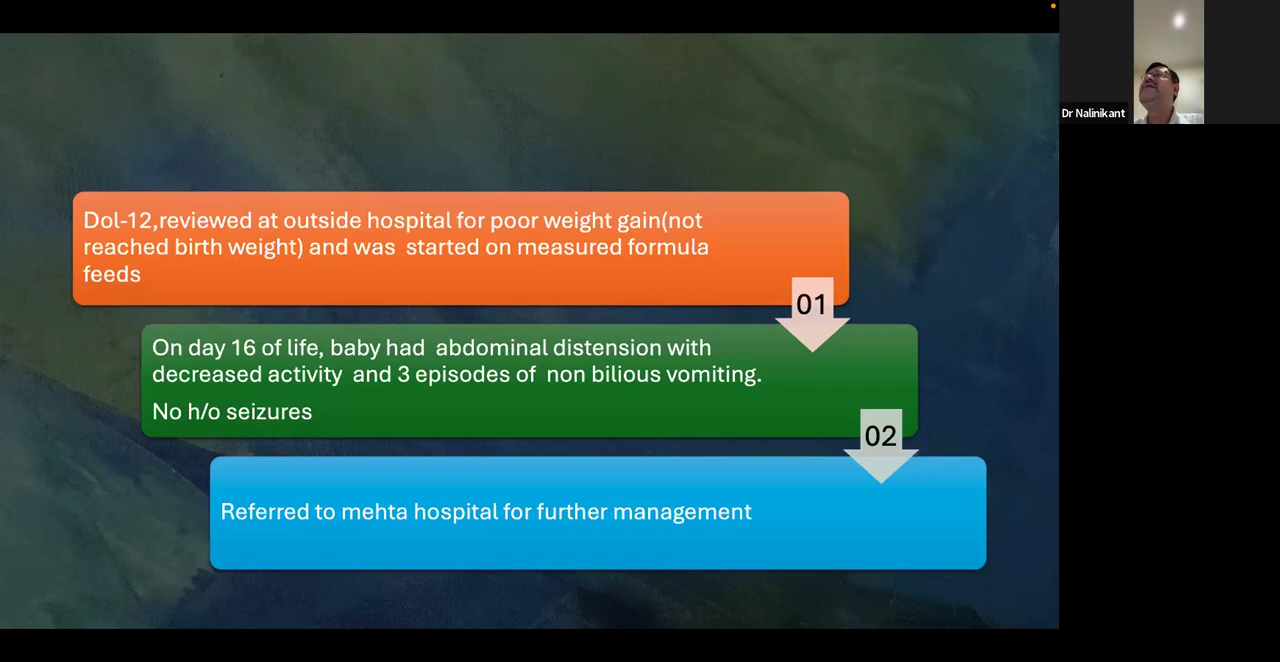 Dol-12,reviewed at outside hospital for poor weight gain(not
reached birth weight) and was  started on measured formula
feeds
01
On day 16 of life, baby had  abdominal distension with
decreased activity  and 3 episodes of  non bilious vomiting.
No h/o seizures
02
Referred to mehta hospital for further management
Dr Nalinikant